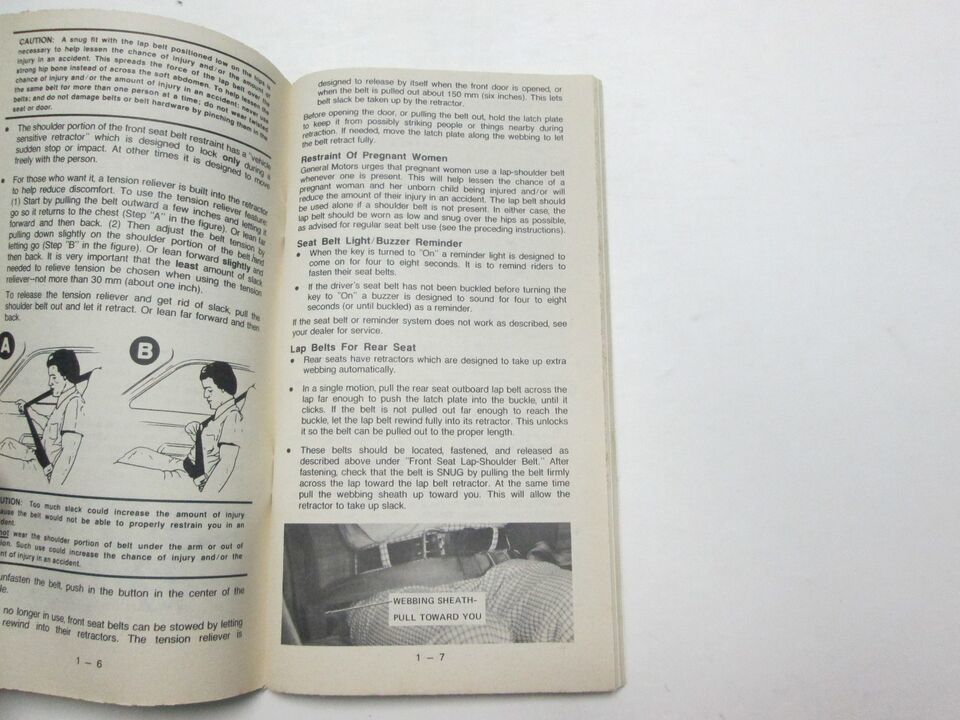 CAUTION: A snug fit with the lap belt positioned low on the hips is
necessary to help lessen the chance of injury and/or the amount of
injury in an accident. This spreads the force of the lap belt over the
strong hip bone instead of across the soft abdomen. To help lessen the
chance of injury and/or the amount of injury in an accident: never use
the same belt for more than one person at a time; do not wear twisted
belts; and do not damage belts or belt hardware by pinching them in the
seat or door.
• The shoulder portion of the front seat belt restraint has a "vehicle
sensitive retractor" which is designed to lock only during a
sudden stop or impact. At other times it is designed to move
freely with the person.
• For those who want it, a tension reliever is built into the retractor
to help reduce discomfort. To use the tension reliever feature:
(1) Start by pulling the belt outward a few inches and letting it
go so it returns to the chest (Step "A" in the figure). Or lean far
forward and then back. (2) Then adjust the belt tension by
pulling down slightly on the shoulder portion of the belt and
letting go (Step "B" in the figure). Or lean forward slightly and
then back. It is very important that the least amount of slack
needed to relieve tension be chosen when using the tension
reliever—not more than 30 mm (about one inch).
To release the tension reliever and get rid of slack, pull the
shoulder belt out and let it retract. Or lean far forward and then
back.
A B
UTION: Too much slack could increase the amount of injury
ause the belt would not be able to properly restrain you in an
dent.
not wear the shoulder portion of belt under the arm or out of
ion. Such use could increase the chance of injury and/or the
nt of injury in an accident.
unfasten the belt, push in the button in the center of the
le.
no longer in use, front seat belts can be stowed by letting
rewind into their retractors. The tension reliever is
1 – 6
designed to release by itself when the front door is opened, or
when the belt is pulled out about 150 mm (six inches). This lets
belt slack be taken up by the retractor.
Before opening the door, or pulling the belt out, hold the latch plate
to keep it from possibly striking people or things nearby during
retraction. If needed, move the latch plate along the webbing to let
the belt retract fully.
Restraint Of Pregnant Women
General Motors urges that pregnant women use a lap-shoulder belt
whenever one is present. This will help lessen the chance of a
pregnant woman and her unborn child being injured and/or will
reduce the amount of their injury in an accident. The lap belt should
be used alone if a shoulder belt is not present. In either case, the
lap belt should be worn as low and snug over the hips as possible,
as advised for regular seat belt use (see the preceding instructions).
Seat Belt Light/Buzzer Reminder
• When the key is turned to "On" a reminder light is designed to
come on for four to eight seconds. It is to remind riders to
fasten their seat belts.
• If the driver's seat belt has not been buckled before turning the
key to "On" a buzzer is designed to sound for four to eight
seconds (or until buckled) as a reminder.
If the seat belt or reminder system does not work as described, see
your dealer for service.
Lap Belts For Rear Seat
• Rear seats have retractors which are designed to take up extra
webbing automatically.
• In a single motion, pull the rear seat outboard lap belt across the
lap far enough to push the latch plate into the buckle, until it
clicks. If the belt is not pulled out far enough to reach the
buckle, let the lap belt rewind fully into its retractor. This unlocks
it so the belt can be pulled out to the proper length.
• These belts should be located, fastened, and released as
described above under "Front Seat Lap-Shoulder Belt." After
fastening, check that the belt is SNUG by pulling the belt firmly
across the lap toward the lap belt retractor. At the same time
pull the webbing sheath up toward you. This will allow the
retractor to take up slack.
WEBBING SHEATH-
PULL TOWARD YOU
1 – 7